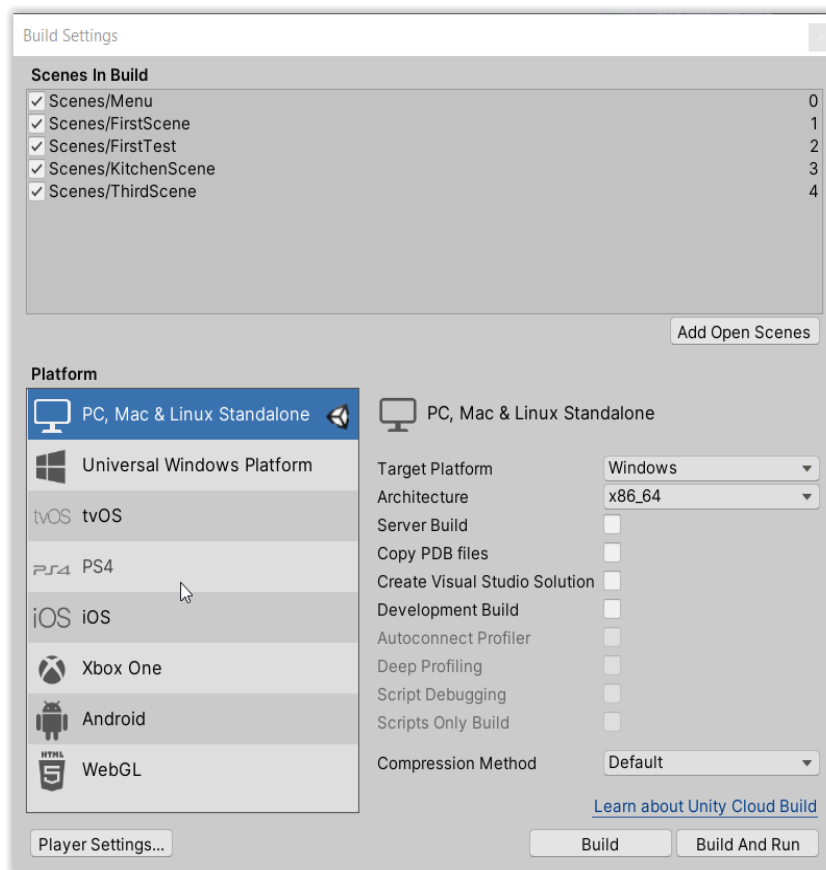 Build Settings
Scenes In Build
Scenes/Menu 0
Scenes/FirstScene 1
Scenes/FirstTest 2
Scenes/KitchenScene 3
Scenes/ThirdScene 4
Add Open Scenes
Platform
PC, Mac & Linux Standalone
Universal Windows Platform
tvOS tvOS
PS4 PS4
iOS iOS
Xbox One
Android
HTML 5 WebGL
PC, Mac & Linux Standalone
Target Platform Windows
Architecture x86_64
Server Build
Copy PDB files
Create Visual Studio Solution
Development Build
Autoconnect Profiler
Deep Profiling
Script Debugging
Scripts Only Build
Compression Method Default
Learn about Unity Cloud Build
Player Settings... Build Build And Run